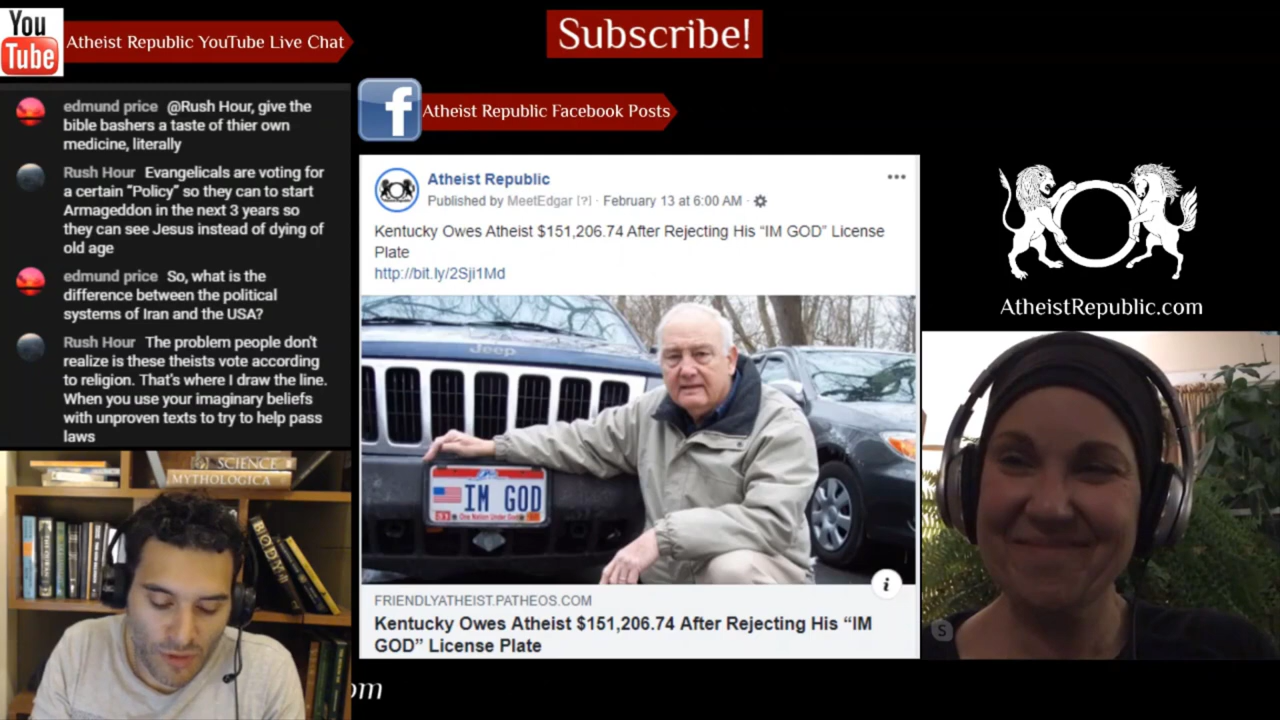 You
Tube
Atheist Republic YouTube Live Chat
Subscribe!
edmund price @Rush Hour, give the
bible bashers a taste of thier own
medicine, literally
Rush Hour Evangelicals are voting for
a certain "Policy" so they can to start
Armageddon in the next 3 years so
they can see Jesus instead of dying of
old age
edmund price So, what is the
difference between the political
systems of Iran and the USA?
Rush Hour The problem people don't
realize is these theists vote according
to religion. That's where I draw the line.
When you use your imaginary beliefs
with unproven texts to try to help pass
laws
f
Atheist Republic Facebook Posts
Atheist Republic
Published by MeetEdgar [?] · February 13 at 6:00 AM ·
Kentucky Owes Atheist $151,206.74 After Rejecting His “IM GOD” License
Plate
http://bit.ly/2Sji1Md
Jeep
IM GOD
One Nation Under God
i
FRIENDLYATHEIST.PATHEOS.COM
Kentucky Owes Atheist $151,206.74 After Rejecting His “IM
GOD” License Plate
AtheistRepublic.com
SCIENCE
MYTHOLOGICA
BODY
S
om